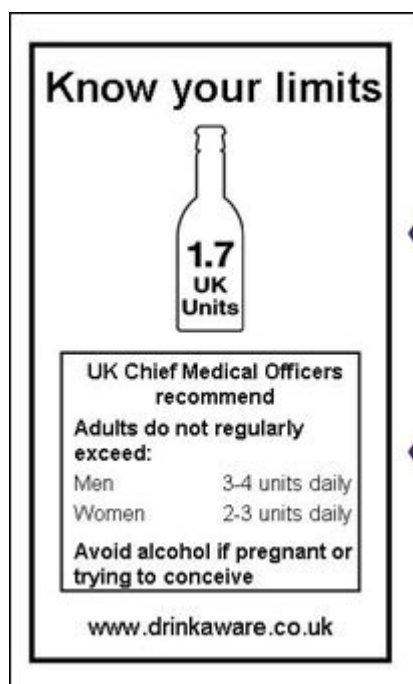 Know your limits
1.7
UK
Units
UK Chief Medical Officers
recommend
Adults do not regularly
exceed:
Men 3-4 units daily
Women 2-3 units daily
Avoid alcohol if pregnant or
trying to conceive
www.drinkaware.co.uk